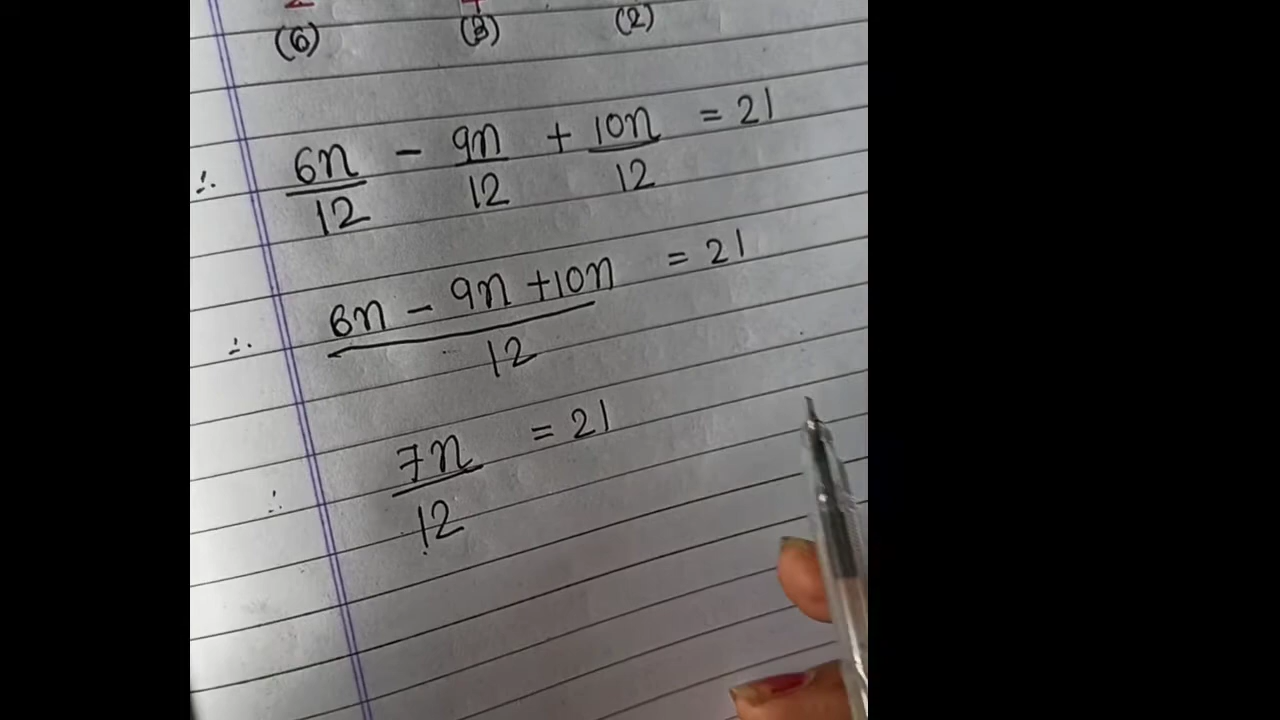 (6) (3) (2)
∴ 6n/12 - 9n/12 + 10n/12 = 21
∴ 6n - 9n + 10n / 12 = 21
∴ 7n/12 = 21